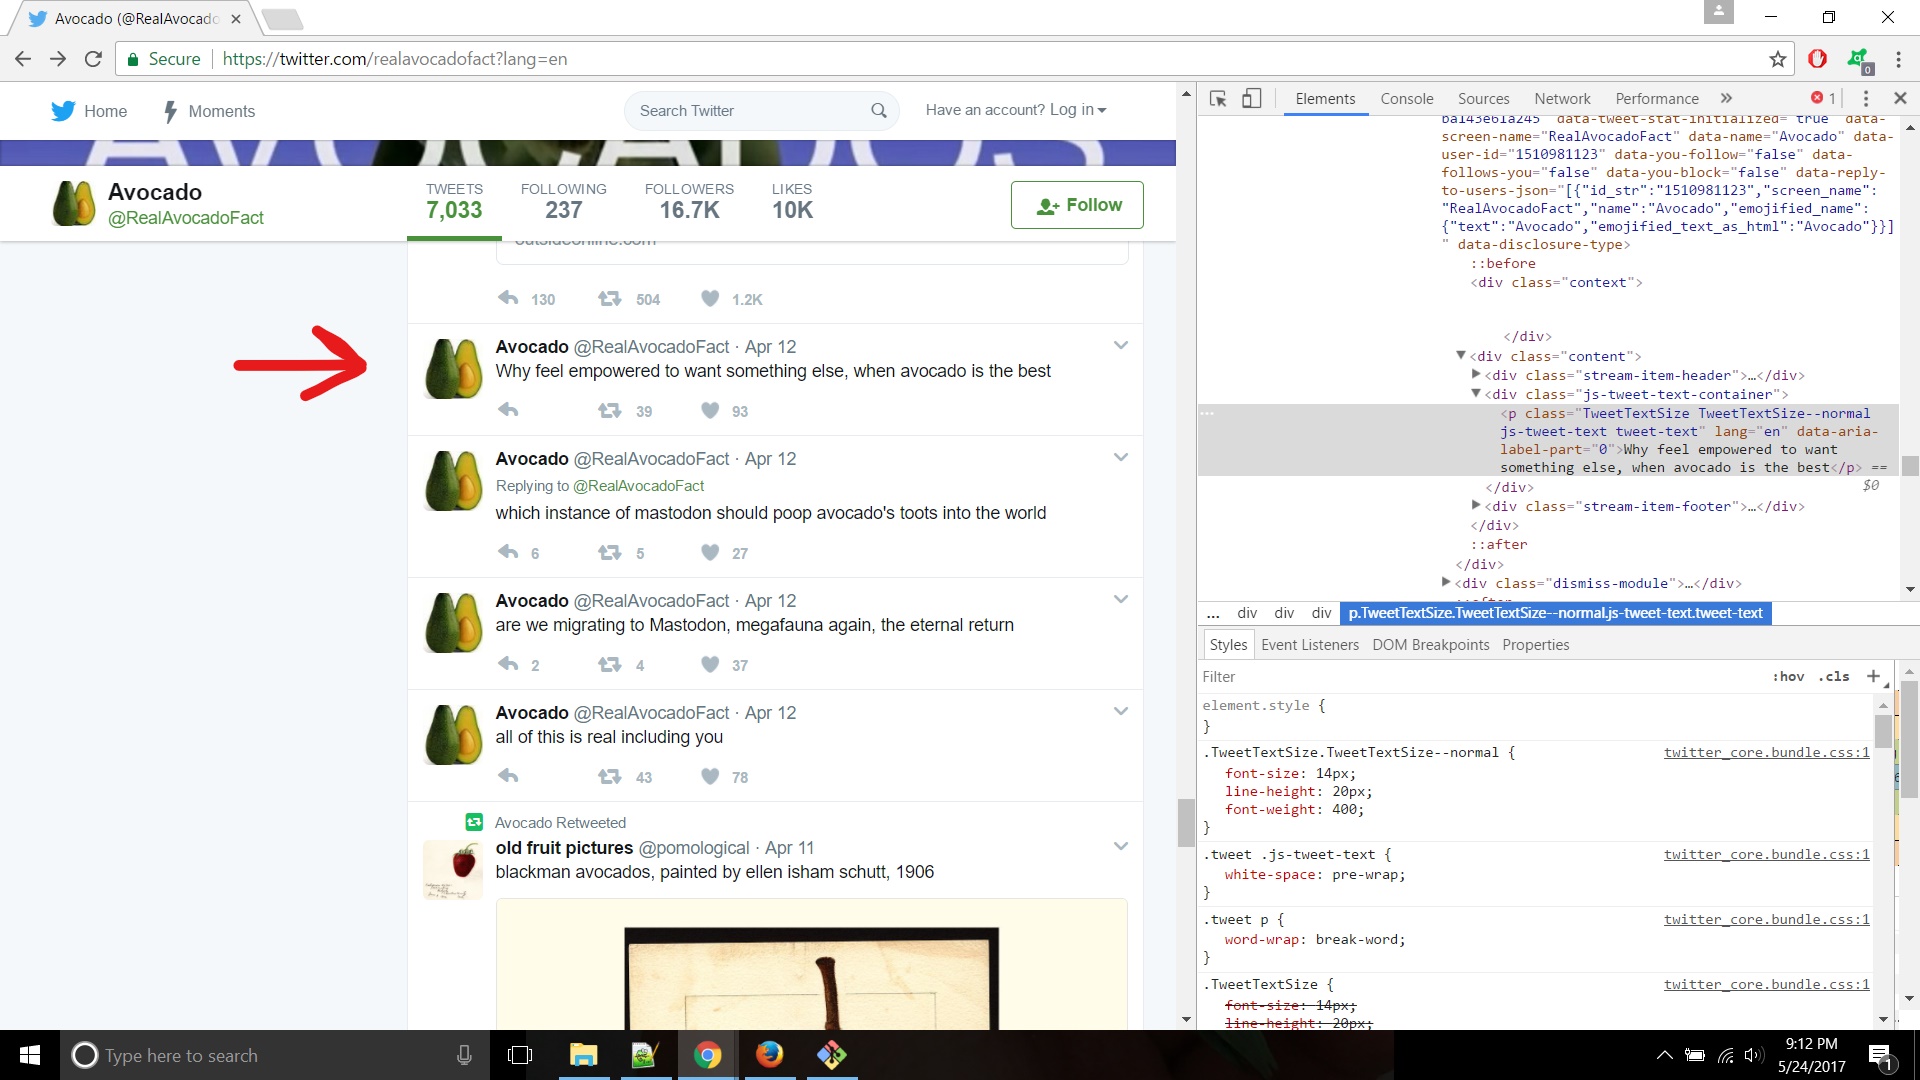 Avocado (@RealAvocado
Secure
https://twitter.com/realavocadofact?lang=en
0
Home
Moments
Search Twitter
Have an account? Log in
AVOCADOS
Avocado
@RealAvocadoFact
TWEETS
7,033
FOLLOWING
237
FOLLOWERS
16.7K
LIKES
10K
Follow
outsideonline.com
130 504 1.2K
Avocado @RealAvocadoFact · Apr 12
Why feel empowered to want something else, when avocado is the best
39 93
Avocado @RealAvocadoFact · Apr 12
Replying to @RealAvocadoFact
which instance of mastodon should poop avocado's toots into the world
6 5 27
Avocado @RealAvocadoFact · Apr 12
are we migrating to Mastodon, megafauna again, the eternal return
2 4 37
Avocado @RealAvocadoFact · Apr 12
all of this is real including you
43 78
Avocado Retweeted
old fruit pictures @pomological · Apr 11
blackman avocados, painted by ellen isham schutt, 1906
Elements Console Sources Network Performance » 1
ba143e61a245" data-tweet-stat-initialized="true" data-
screen-name="RealAvocadoFact" data-name="Avocado" data-
user-id="1510981123" data-you-follow="false" data-
follows-you="false" data-you-block="false" data-reply-
to-users-json="[{"id_str":"1510981123","screen_name":
"RealAvocadoFact","name":"Avocado","emojified_name":
{"text":"Avocado","emojified_text_as_html":"Avocado"}}]
" data-disclosure-type>
::before
<div class="context">
</div>
<div class="content">
<div class="stream-item-header">…</div>
<div class="js-tweet-text-container">
<p class="TweetTextSize TweetTextSize--normal
js-tweet-text tweet-text" lang="en" data-aria-
label-part="0">Why feel empowered to want
something else, when avocado is the best</p> ==
$0
</div>
<div class="stream-item-footer">…</div>
</div>
::after
</div>
<div class="dismiss-module">…</div>
::after
... div div div p.TweetTextSize.TweetTextSize--normal.js-tweet-text.tweet-text
Styles Event Listeners DOM Breakpoints Properties
Filter :hov .cls +
element.style {
}
.TweetTextSize.TweetTextSize--normal { twitter_core.bundle.css:1
font-size: 14px;
line-height: 20px;
font-weight: 400;
}
.tweet .js-tweet-text { twitter_core.bundle.css:1
white-space: pre-wrap;
}
.tweet p { twitter_core.bundle.css:1
word-wrap: break-word;
}
.TweetTextSize { twitter_core.bundle.css:1
font-size: 14px;
line-height: 20px;
Type here to search
9:12 PM
5/24/2017
1